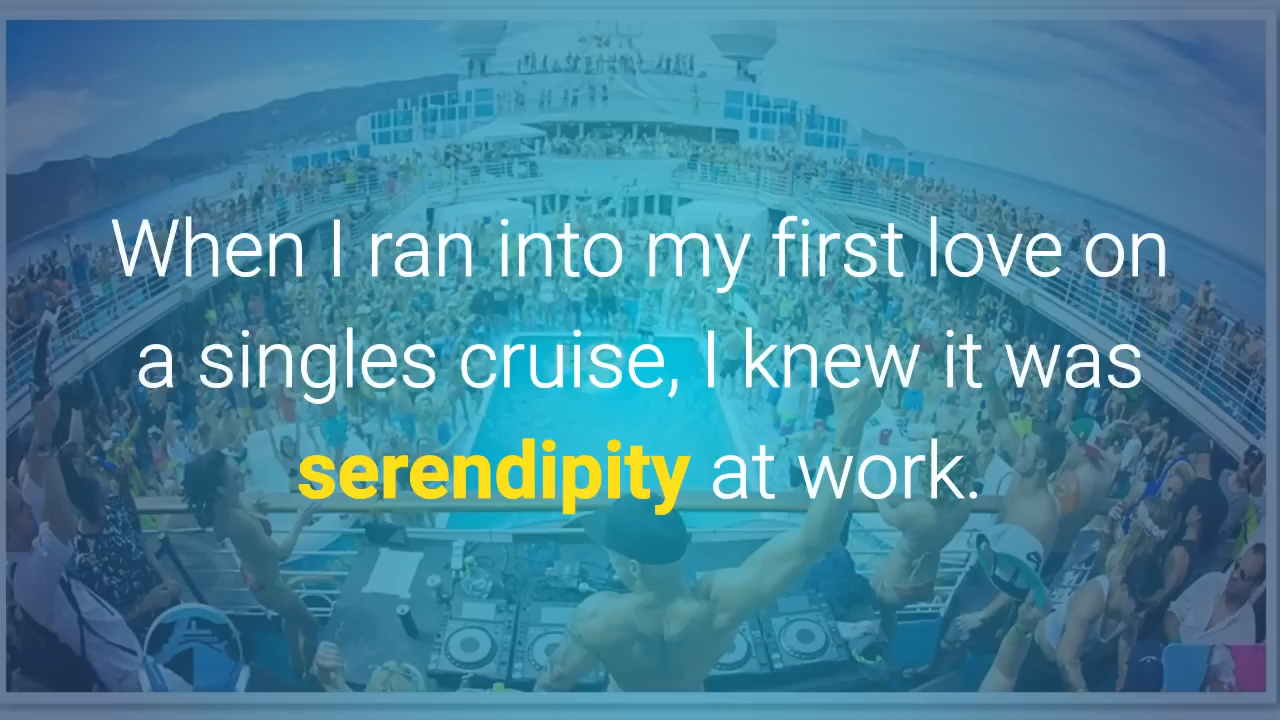 When I ran into my first love on
a singles cruise, I knew it was
serendipity at work.